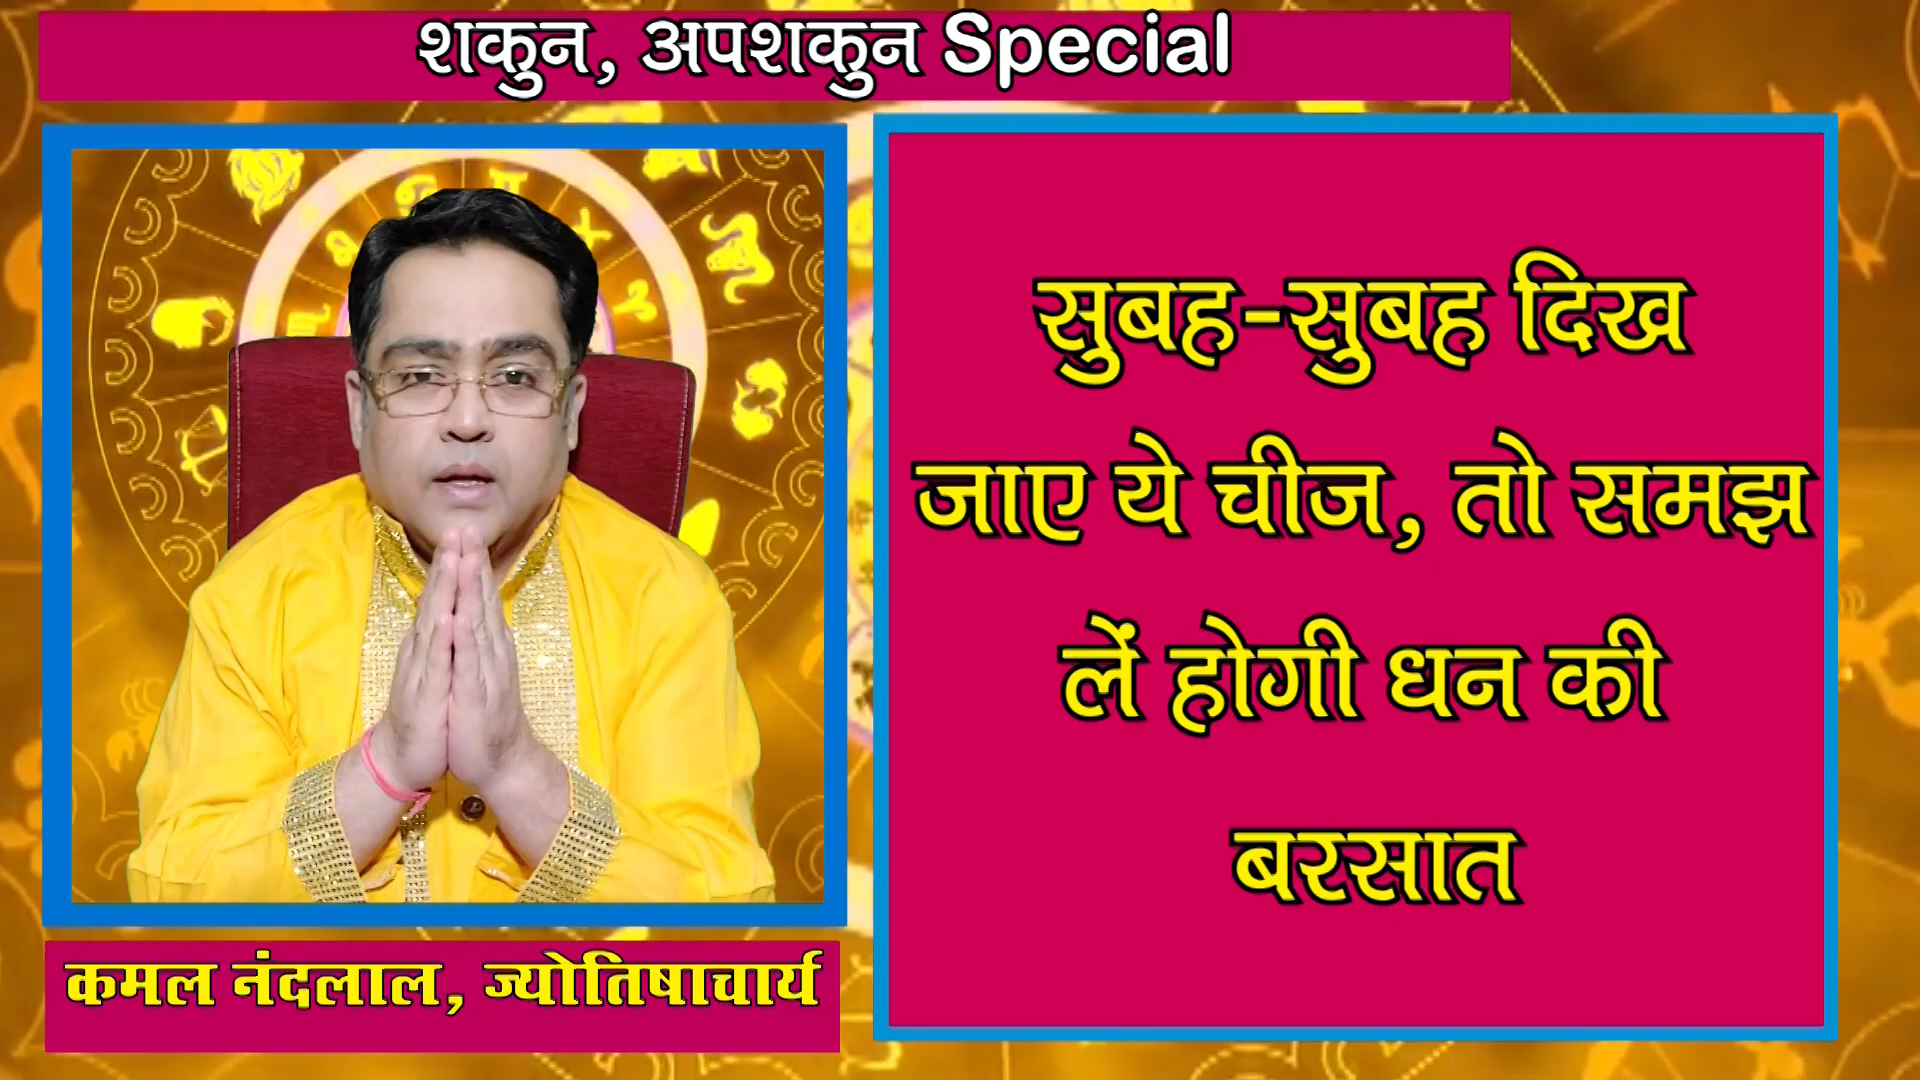 शकुन, अपशकुन Special
सुबह-सुबह दिख
जाए ये चीज, तो समझ
लें होगी धन की
बरसात
कमल नंदलाल, ज्योतिषाचार्य